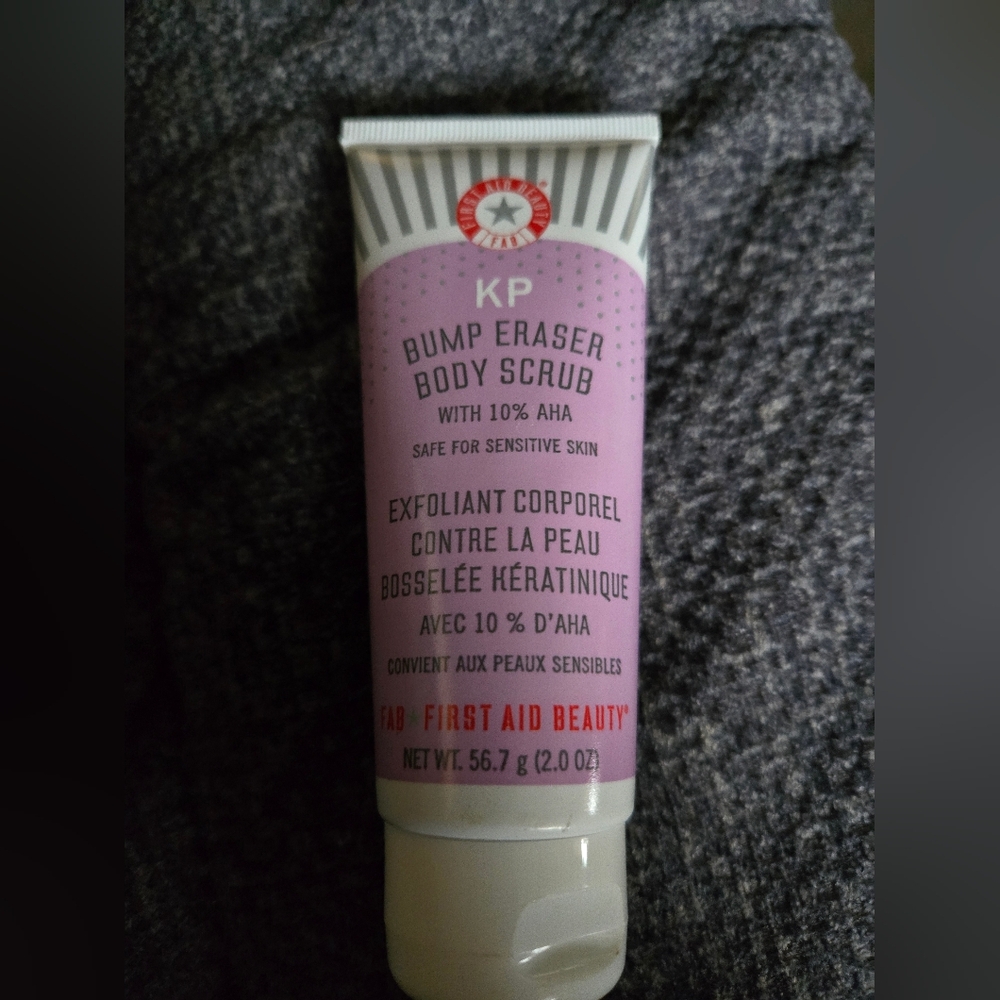 FIRST AID BEAUTY®
FAB
KP
BUMP ERASER
BODY SCRUB
WITH 10% AHA
SAFE FOR SENSITIVE SKIN
EXFOLIANT CORPOREL
CONTRE LA PEAU
BOSSELÉE KÉRATINIQUE
AVEC 10 % D'AHA
CONVIENT AUX PEAUX SENSIBLES
FAB FIRST AID BEAUTY®
NET WT. 56.7 g (2.0 OZ)